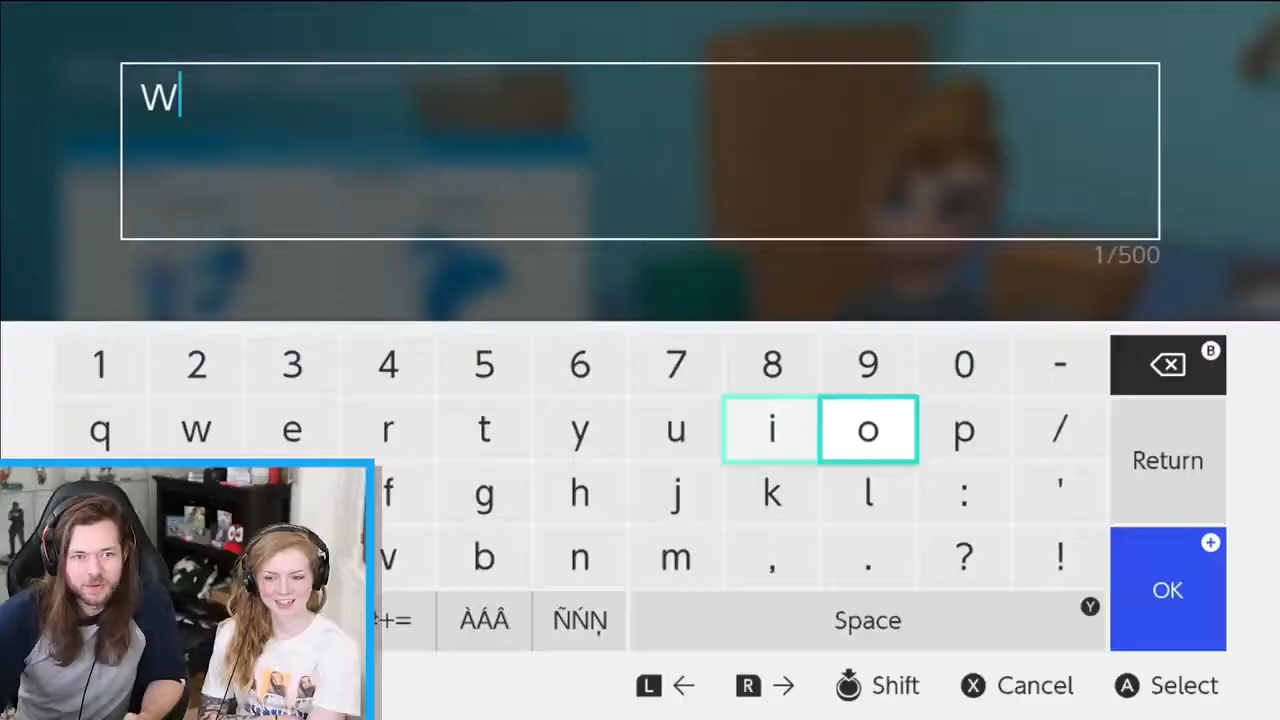 W
1/500
1 2 3 4 5 6 7 8 9 0 -
q w e r t y u i o p /
Return
f g h j k l : '
v b n m , . ? !
OK
#+= ÀÁÂ ÑŃŅ Space
L ← R → Shift X Cancel A Select
B
+
Y